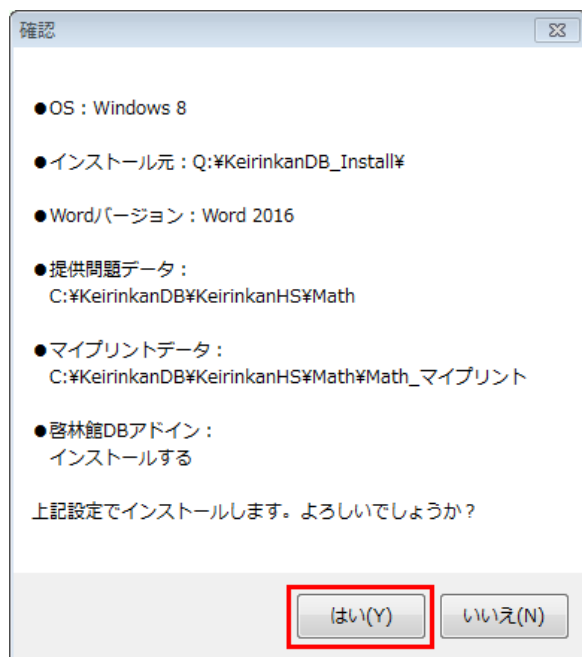 確認
●OS：Windows 8
●インストール元：Q:¥KeirinkanDB_Install¥
●Wordバージョン：Word 2016
●提供問題データ：
C:¥KeirinkanDB¥KeirinkanHS¥Math
●マイプリントデータ：
C:¥KeirinkanDB¥KeirinkanHS¥Math¥Math_マイプリント
●啓林館DBアドイン：
インストールする
上記設定でインストールします。よろしいでしょうか？
はい(Y) いいえ(N)